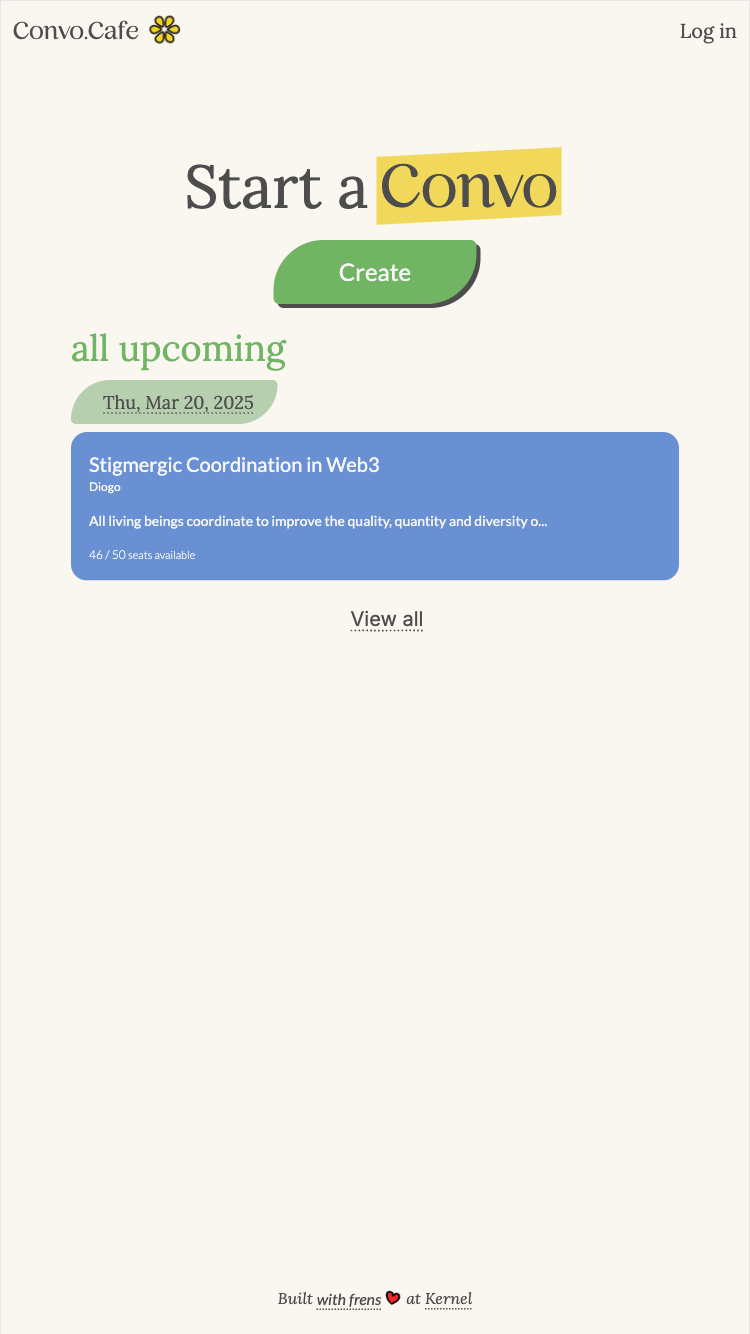 Convo.Cafe
Log in
Start a Convo
Create
all upcoming
Thu, Mar 20, 2025
Stigmergic Coordination in Web3
Diogo
All living beings coordinate to improve the quality, quantity and diversity o...
46 / 50 seats available
View all
Built with frens at Kernel